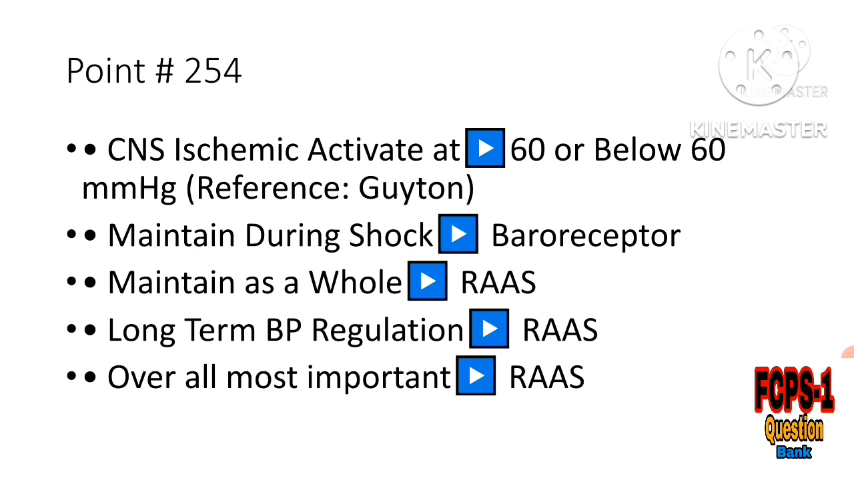 Point # 254
KINEMASTER
KINEMASTER
•• CNS Ischemic Activate at ▶ 60 or Below 60
mmHg (Reference: Guyton)
•• Maintain During Shock ▶ Baroreceptor
•• Maintain as a Whole ▶ RAAS
•• Long Term BP Regulation ▶ RAAS
•• Over all most important ▶ RAAS
FCPS-1
Question
Bank